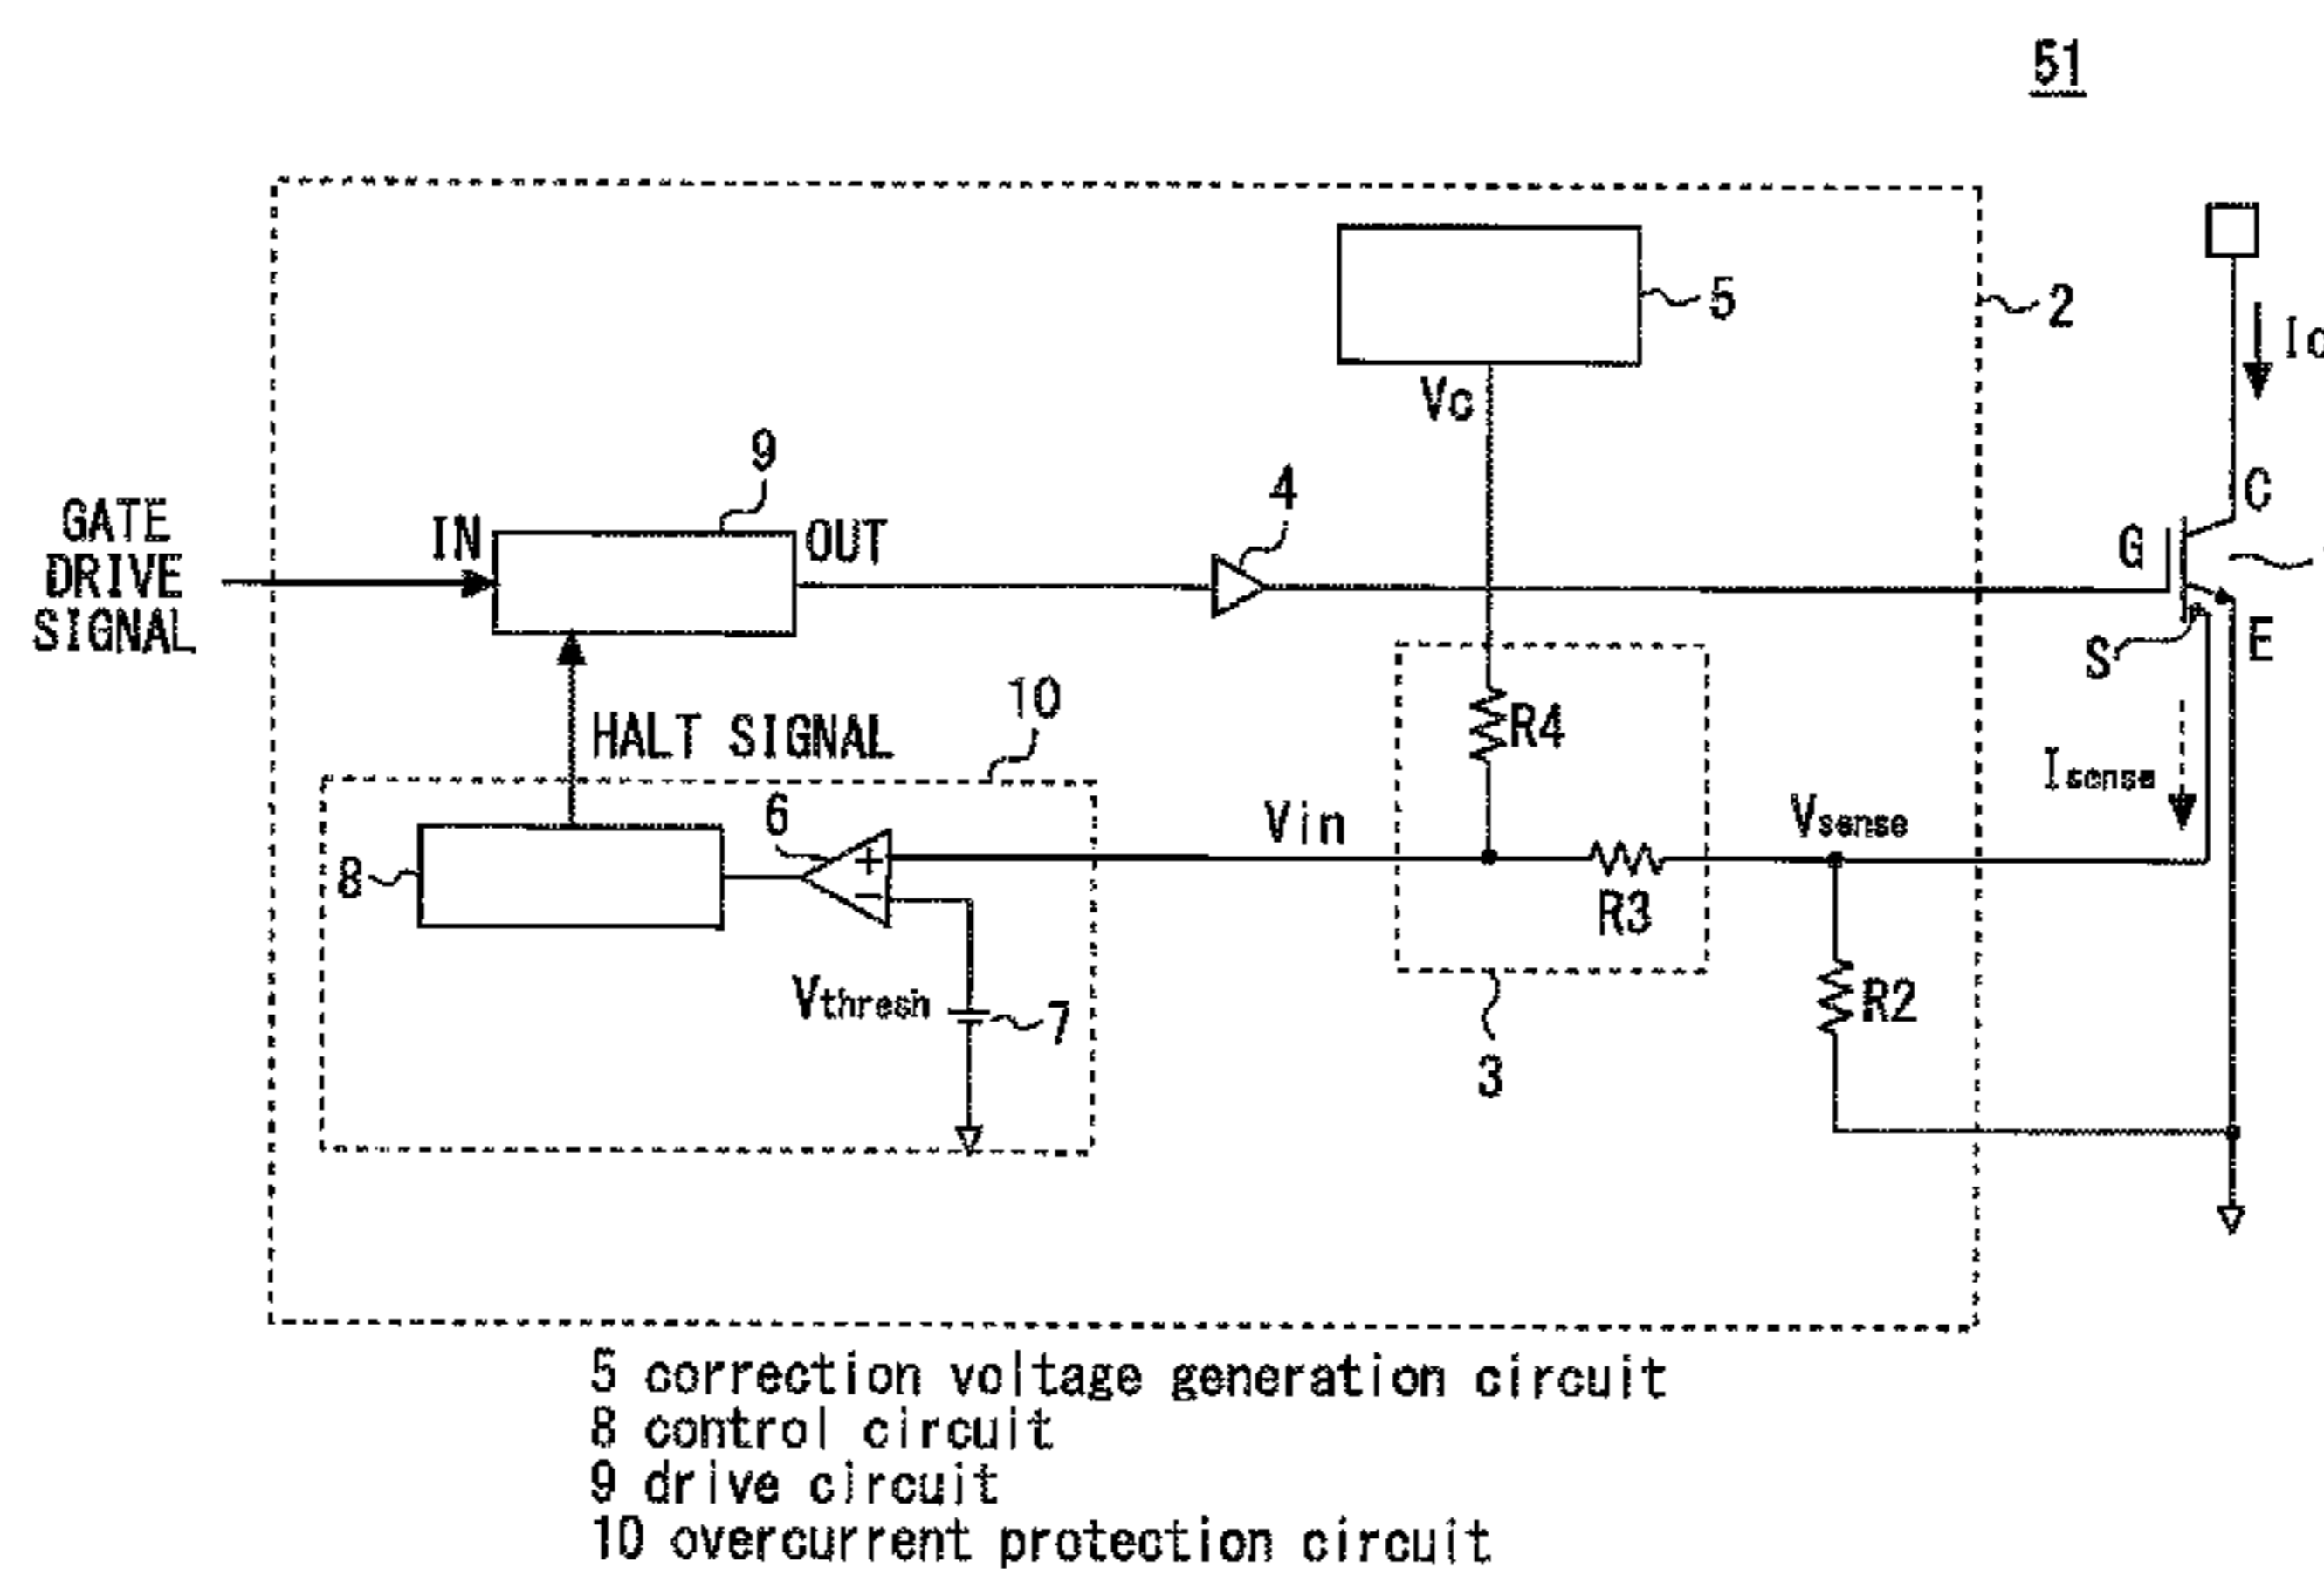 51
5
2
Vc
9
4
C
GATE
DRIVE
SIGNAL
IN
OUT
G
S
E
10
HALT SIGNAL
R4
Isense
8
6
+
−
Vin
Vsense
R3
Vthresh
7
R2
3
5 correction voltage generation circuit
8 control circuit
9 drive circuit
10 overcurrent protection circuit